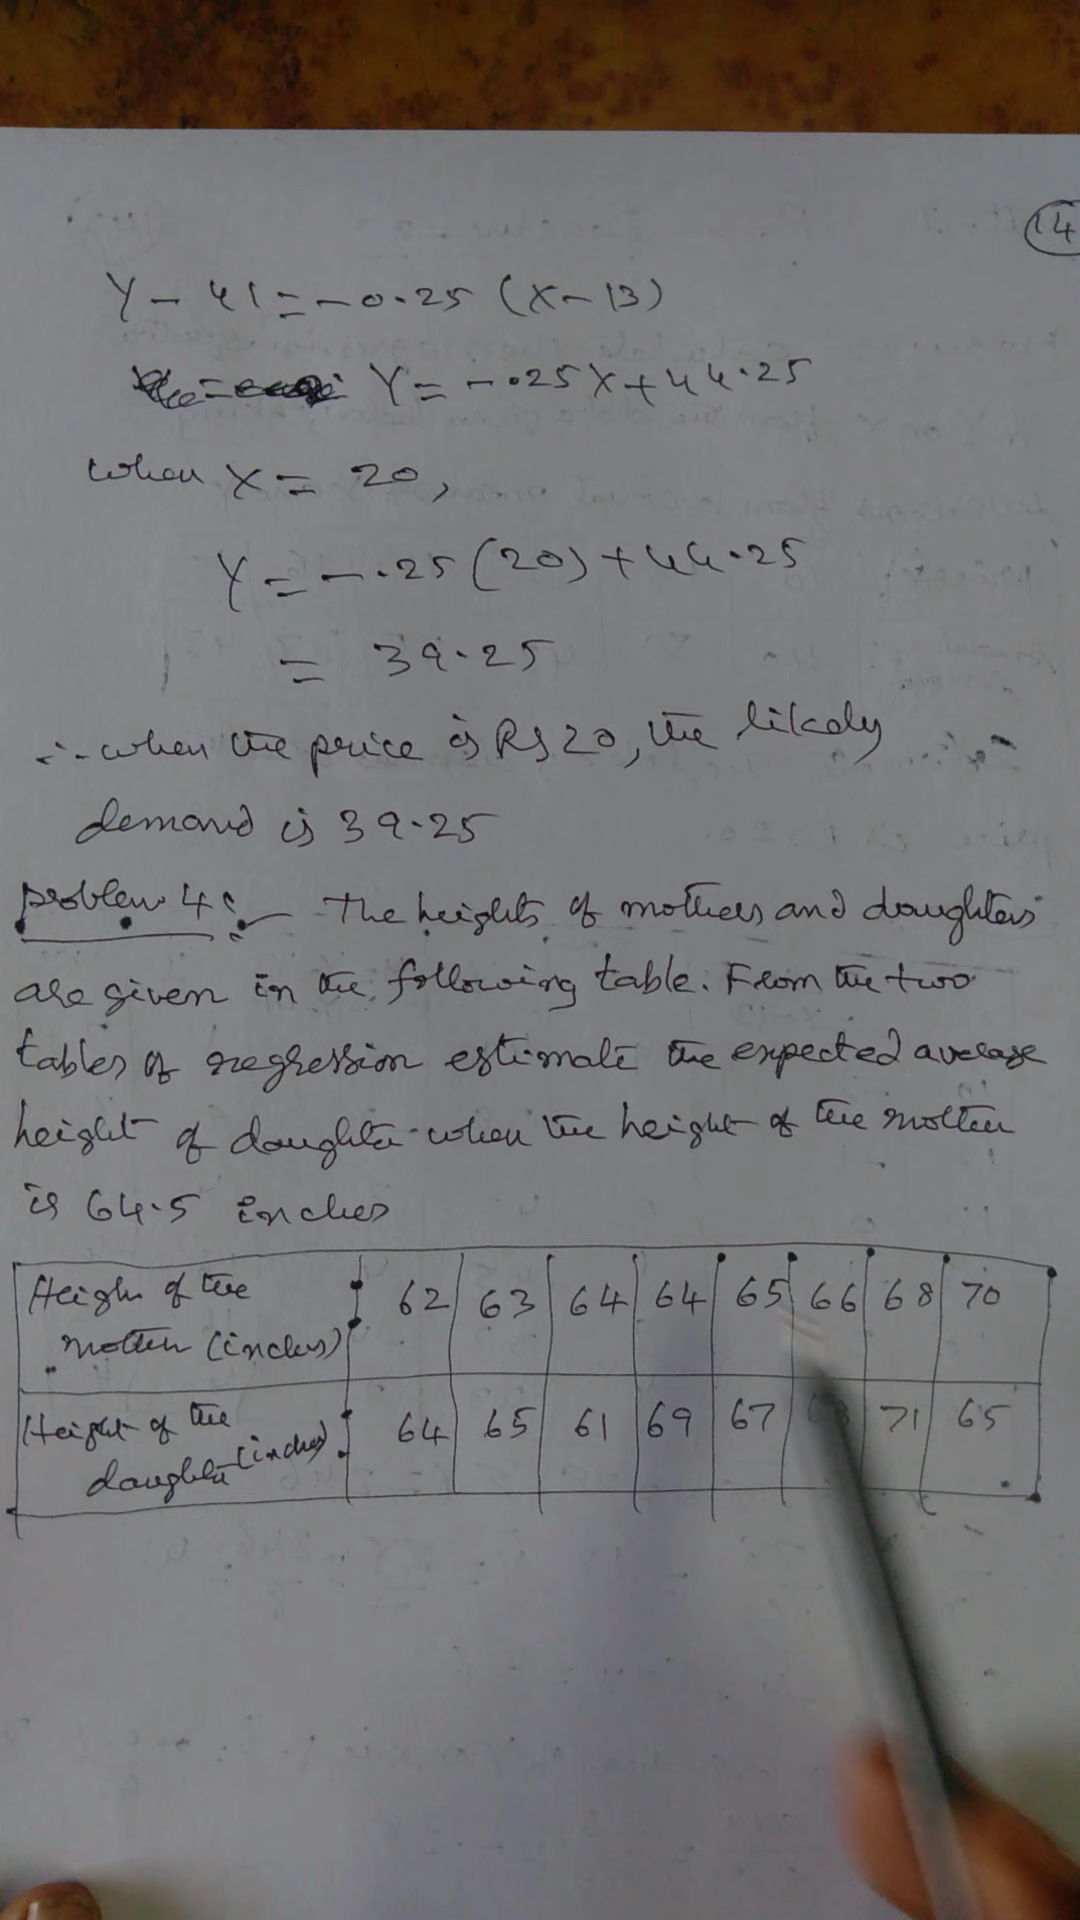 14
Y - 41 = -0.25 (X - 13)
Y = -.25X + 44.25
when X = 20,
Y = -.25 (20) + 44.25
= 39.25
∴ when the price is Rs 20, the likely
demand is 39.25
problem 4 :- The heights of mothers and daughters
are given in the following table. From the two
tables of regression estimate the expected average
height of daughter when the height of the mother
is 64.5 inches
Height of the mother (inches) 62 63 64 64 65 66 68 70
Height of the daughter (inches) 64 65 61 69 67 71 65